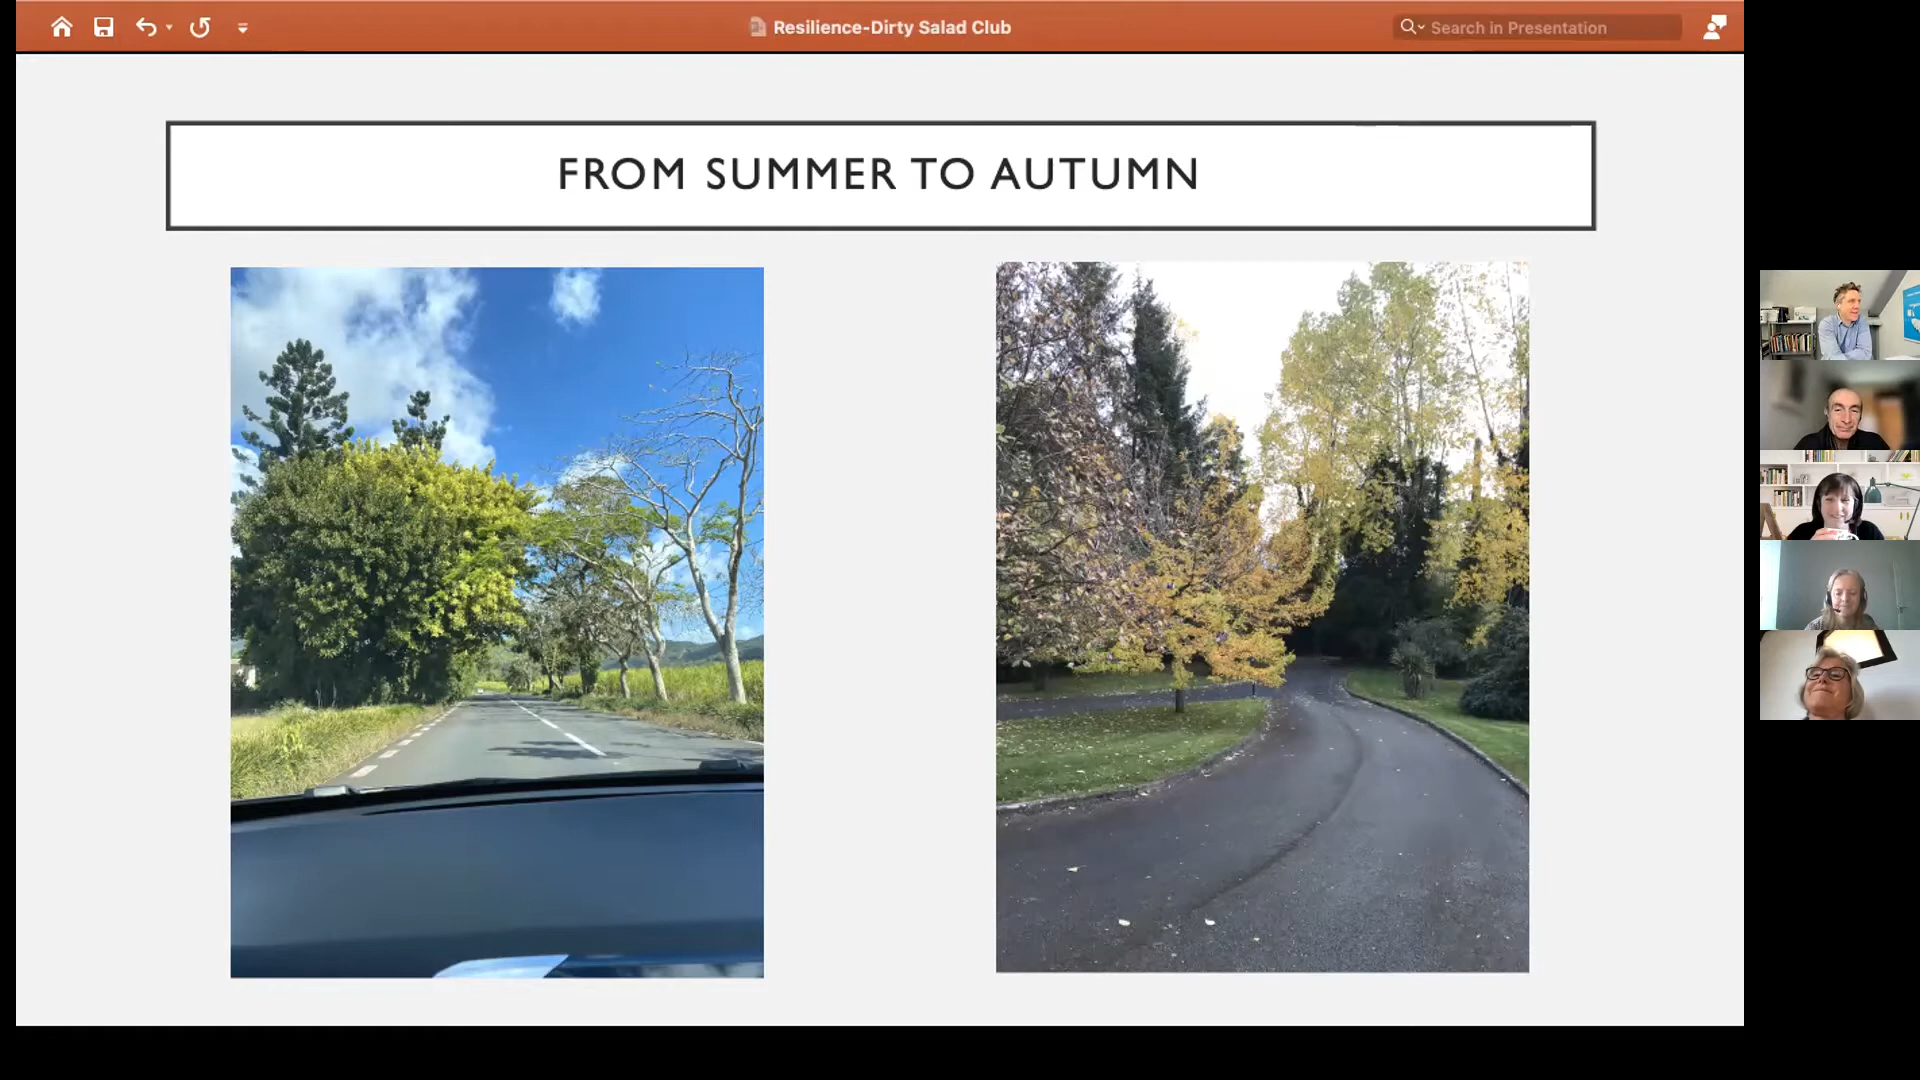 Resilience-Dirty Salad Club
Search in Presentation
FROM SUMMER TO AUTUMN